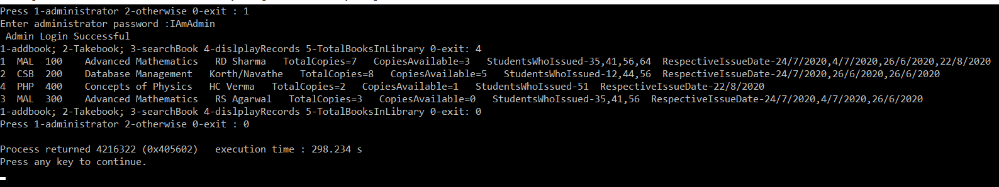 Press 1-administrator 2-otherwise 0-exit : 1
Enter administrator password :IAmAdmin
 Admin Login Successful
1-addbook; 2-Takebook; 3-searchBook 4-dislplayRecords 5-TotalBooksInLibrary 0-exit: 4
1  MAL  100    Advanced Mathematics   RD Sharma   TotalCopies=7   CopiesAvailable=3   StudentsWhoIssued-35,41,56,64  RespectiveIssueDate-24/7/2020,4/7/2020,26/6/2020,22/8/2020
2  CSB  200    Database Management   Korth/Navathe   TotalCopies=8   CopiesAvailable=5   StudentsWhoIssued-12,44,56  RespectiveIssueDate-24/7/2020,26/6/2020,26/6/2020
4  PHP  400    Concepts of Physics   HC Verma   TotalCopies=2   CopiesAvailable=1   StudentsWhoIssued-51  RespectiveIssueDate-22/8/2020
3  MAL  300    Advanced Mathematics   RS Agarwal   TotalCopies=3   CopiesAvailable=0   StudentsWhoIssued-35,41,56  RespectiveIssueDate-24/7/2020,4/7/2020,26/6/2020
1-addbook; 2-Takebook; 3-searchBook 4-dislplayRecords 5-TotalBooksInLibrary 0-exit: 0
Press 1-administrator 2-otherwise 0-exit : 0
Process returned 4216322 (0x405602)   execution time : 298.234 s
Press any key to continue.